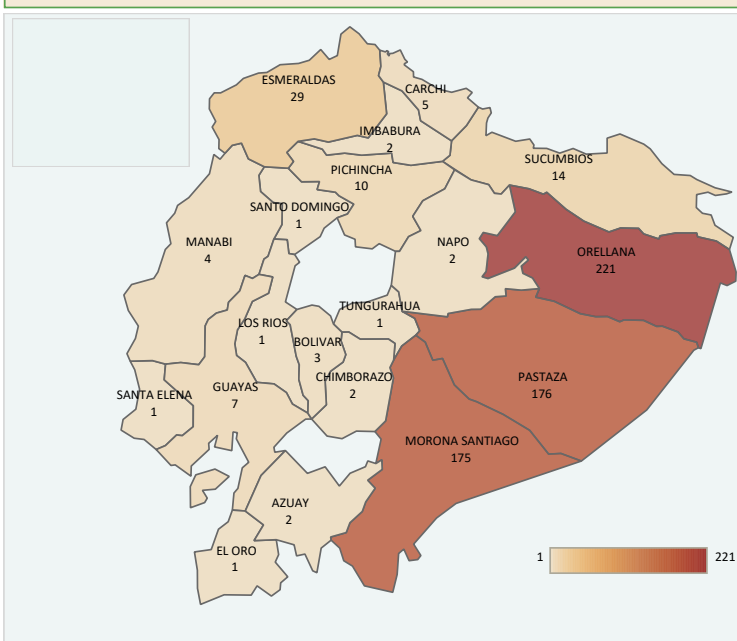 ESMERALDAS
29
CARCHI
5
IMBABURA
2
SUCUMBIOS
14
PICHINCHA
10
SANTO DOMINGO
1
MANABI
4
NAPO
2
ORELLANA
221
TUNGURAHUA
1
LOS RIOS
1
BOLIVAR
3
CHIMBORAZO
2
PASTAZA
176
SANTA ELENA
1
GUAYAS
7
MORONA SANTIAGO
175
AZUAY
2
EL ORO
1
1
221